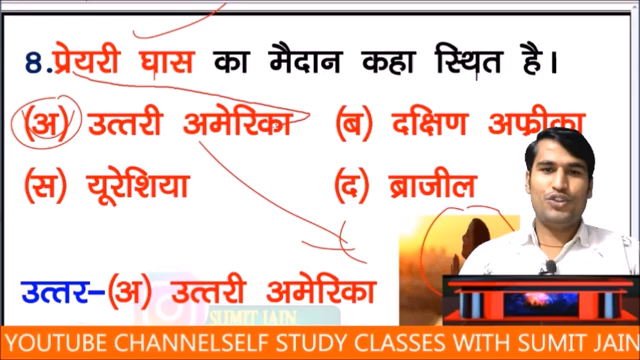 8.प्रेयरी घास का मैदान कहा स्थित है।
(अ) उत्तरी अमेरिका (ब) दक्षिण अफ्रीका
(स) यूरेशिया (द) ब्राजील
उत्तर-(अ) उत्तरी अमेरिका
SUMIT JAIN
YOUTUBE CHANNELSELF STUDY CLASSES WITH SUMIT JAIN